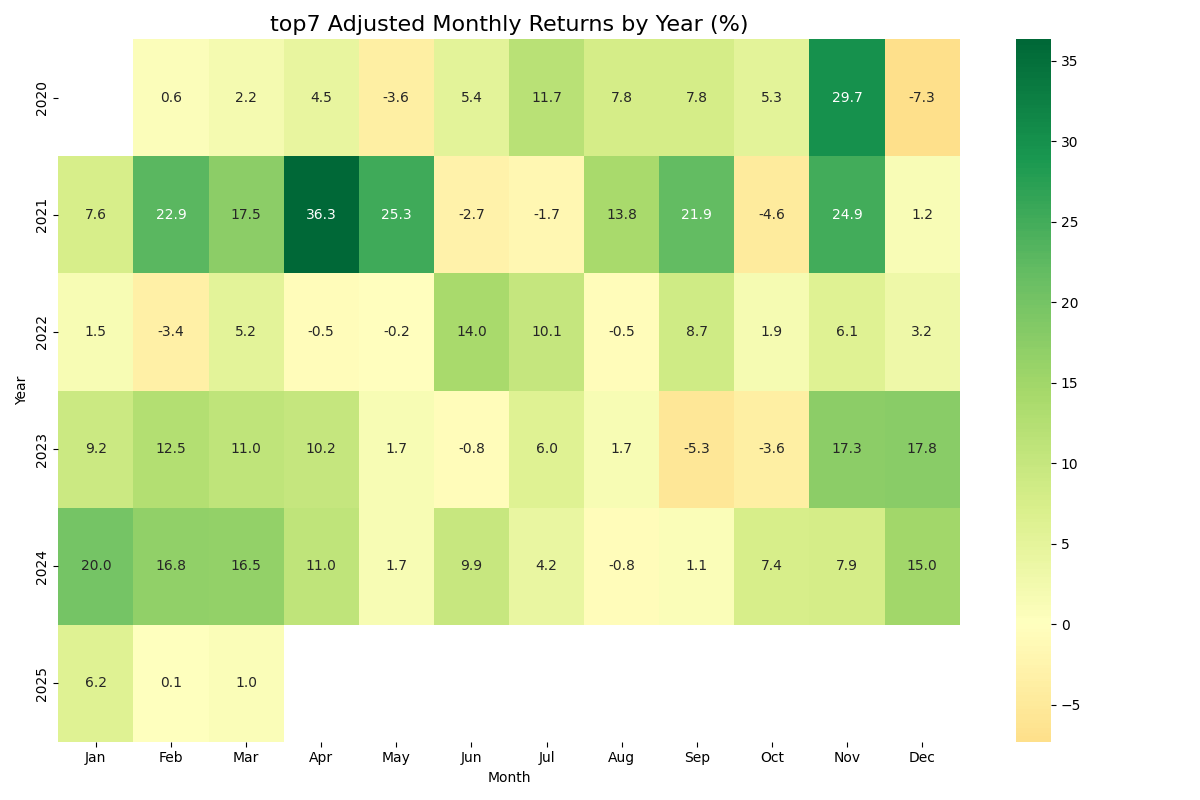 top7 Adjusted Monthly Returns by Year (%)
2020 0.6 2.2 4.5 -3.6 5.4 11.7 7.8 7.8 5.3 29.7 -7.3
2021 7.6 22.9 17.5 36.3 25.3 -2.7 -1.7 13.8 21.9 -4.6 24.9 1.2
2022 1.5 -3.4 5.2 -0.5 -0.2 14.0 10.1 -0.5 8.7 1.9 6.1 3.2
Year
2023 9.2 12.5 11.0 10.2 1.7 -0.8 6.0 1.7 -5.3 -3.6 17.3 17.8
2024 20.0 16.8 16.5 11.0 1.7 9.9 4.2 -0.8 1.1 7.4 7.9 15.0
2025 6.2 0.1 1.0
Jan Feb Mar Apr May Jun Jul Aug Sep Oct Nov Dec
Month
35
30
25
20
15
10
5
0
−5